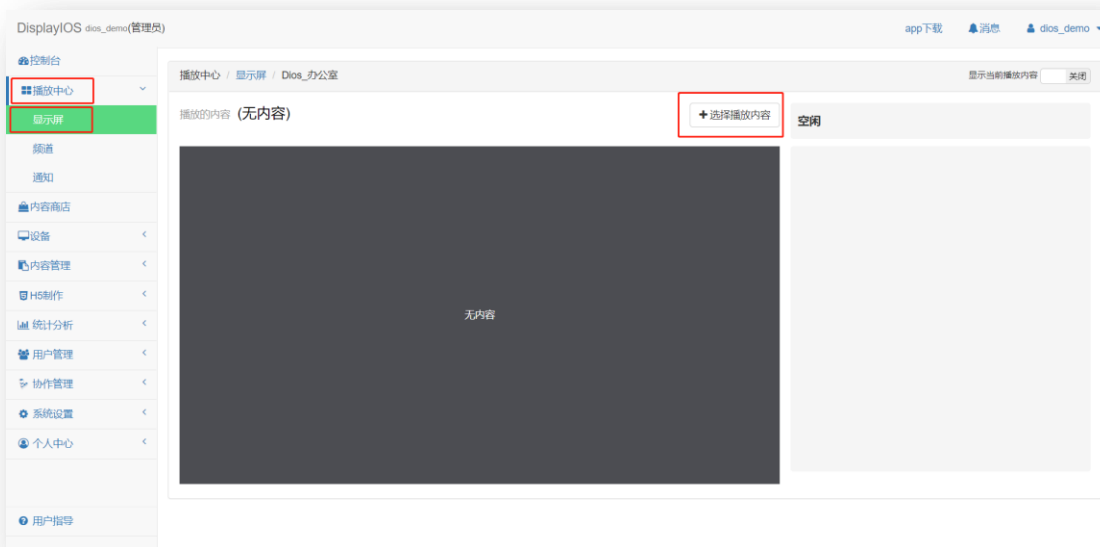 DisplayIOS dios_demo(管理员)
app下载 消息 dios_demo
控制台
播放中心
显示屏
频道
通知
内容商店
设备
内容管理
H5制作
统计分析
用户管理
协作管理
系统设置
个人中心
用户指导
播放中心 / 显示屏 / Dios_办公室
显示当前播放内容 关闭
播放的内容 (无内容)
选择播放内容
空闲
无内容